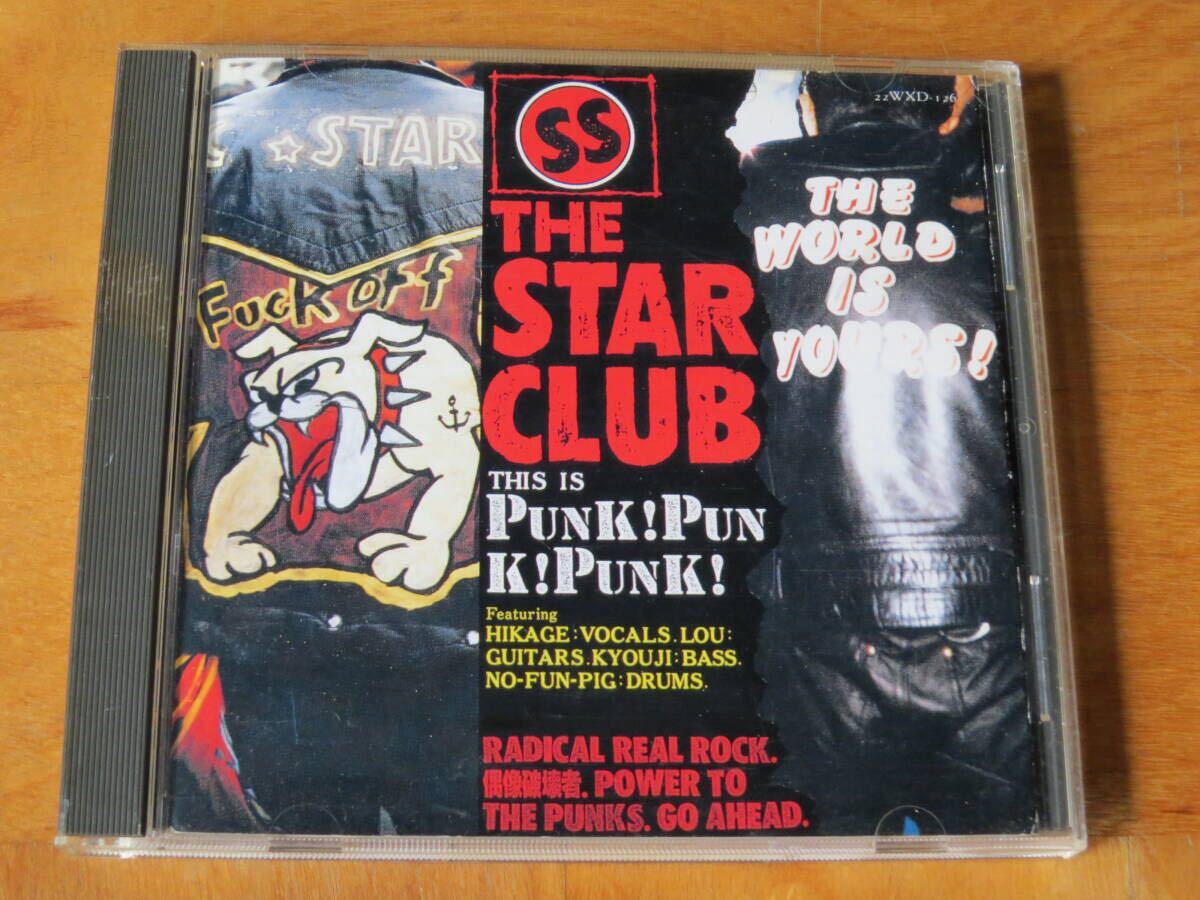 C ☆ STAR
Fuck off
SS
THE
STAR
CLUB
THIS IS
PUNK!PUN
K!PUNK!
Featuring
HIKAGE:VOCALS.LOU:
GUITARS.KYOUJI:BASS.
NO-FUN-PIG:DRUMS.
RADICAL REAL ROCK.
偶像破壊者. POWER TO
THE PUNKS. GO AHEAD.
22WXD-126
THE
WORLD
IS
YOURS!